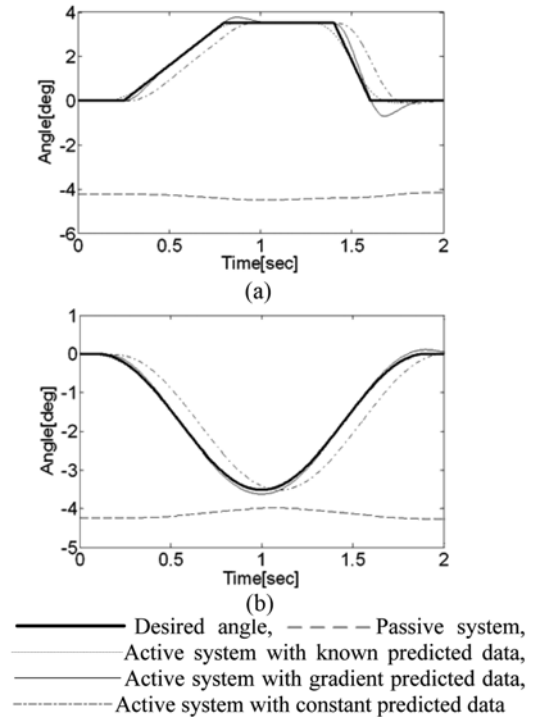 4
2
0
-2
-4
-6
Angle[deg]
0 0.5 1 1.5 2
Time[sec]
(a)
1
0
-1
-2
-3
-4
-5
Angle[deg]
0 0.5 1 1.5 2
Time[sec]
(b)
Desired angle, Passive system,
Active system with known predicted data,
Active system with gradient predicted data,
Active system with constant predicted data